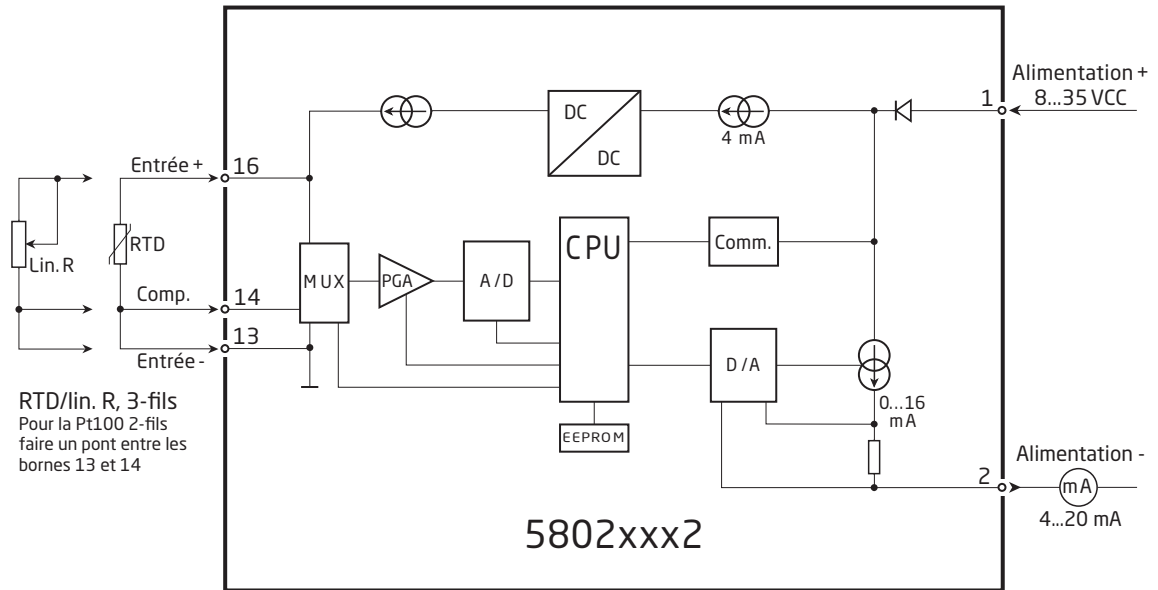 Alimentation +
8...35 VCC
1
DC
DC
4 mA
Entrée +
16
RTD
Lin. R
CPU
Comm.
MUX
PGA
A/D
Comp.
14
13
Entrée -
D/A
RTD/lin. R, 3-fils
Pour la Pt100 2-fils
faire un pont entre les
bornes 13 et 14
0...16
mA
EEPROM
Alimentation -
2
mA
4...20 mA
5802xxx2